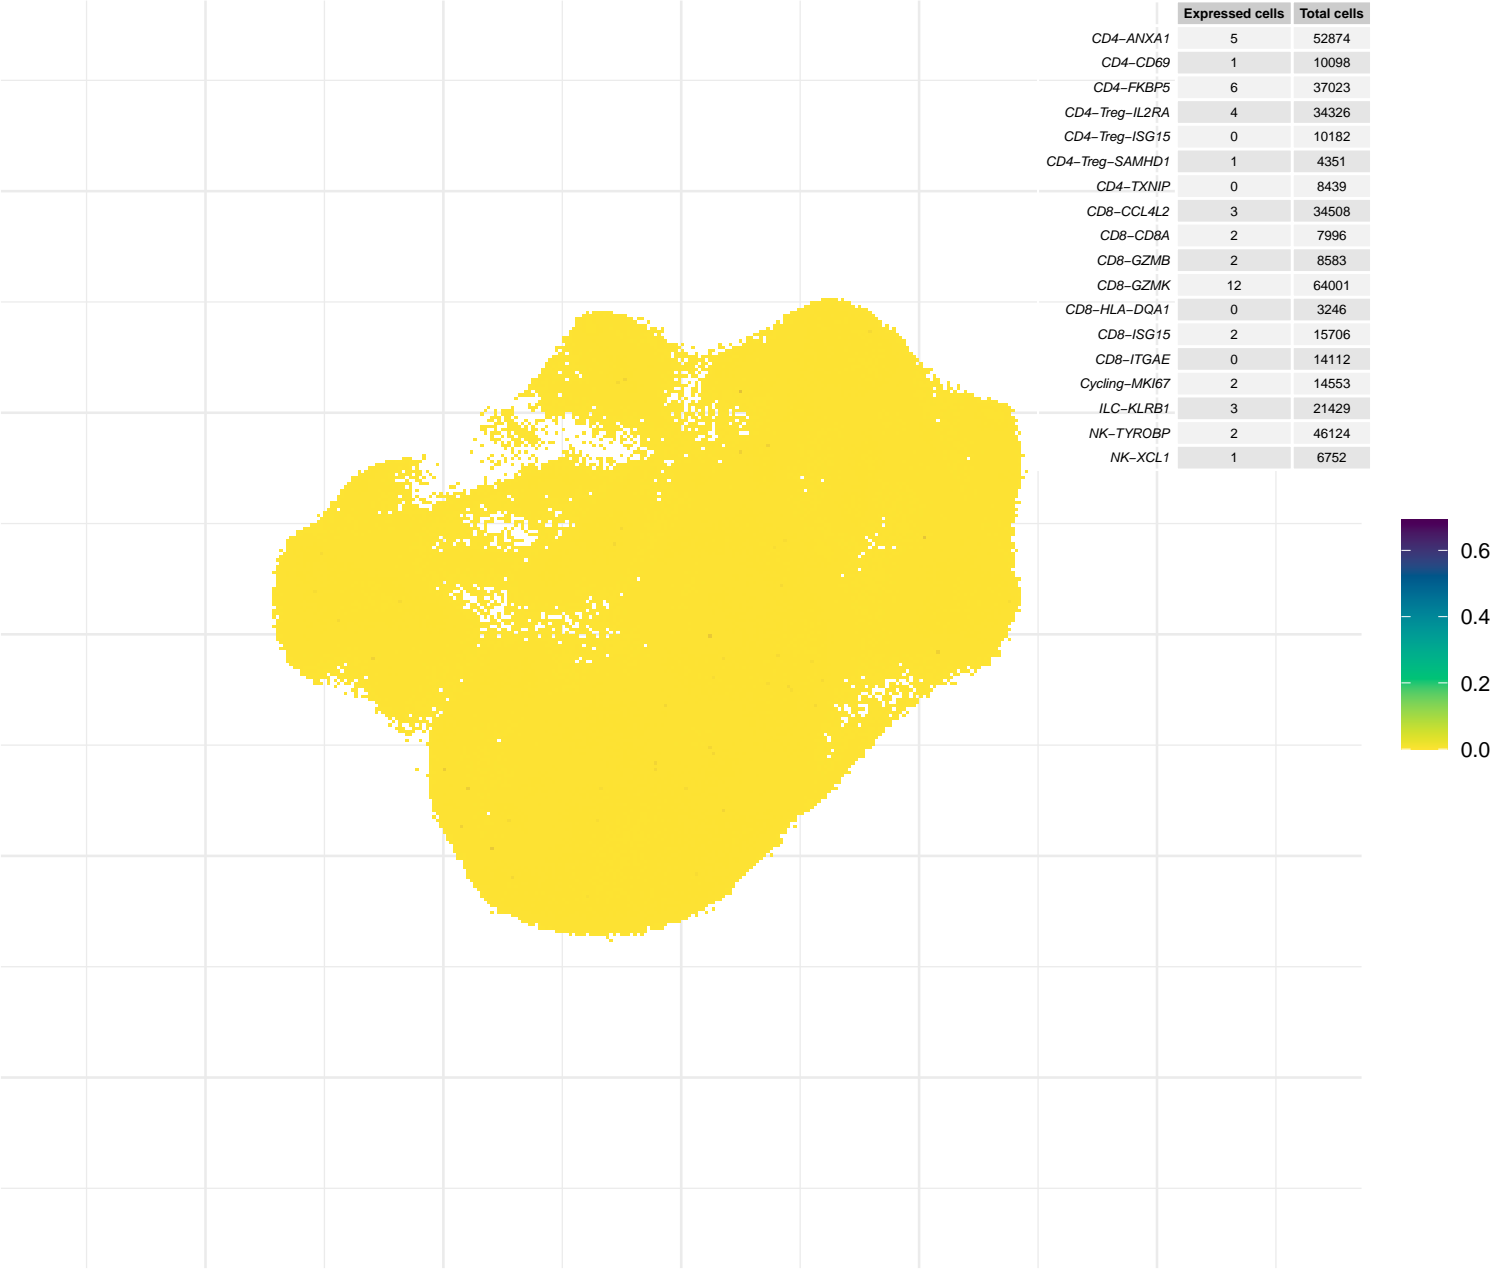 Expressed cells Total cells
CD4−ANXA1 5 52874
CD4−CD69 1 10098
CD4−FKBP5 6 37023
CD4−Treg−IL2RA 4 34326
CD4−Treg−ISG15 0 10182
CD4−Treg−SAMHD1 1 4351
CD4−TXNIP 0 8439
CD8−CCL4L2 3 34508
CD8−CD8A 2 7996
CD8−GZMB 2 8583
CD8−GZMK 12 64001
CD8−HLA−DQA1 0 3246
CD8−ISG15 2 15706
CD8−ITGAE 0 14112
Cycling−MKI67 2 14553
ILC−KLRB1 3 21429
NK−TYROBP 2 46124
NK−XCL1 1 6752
0.6
0.4
0.2
0.0